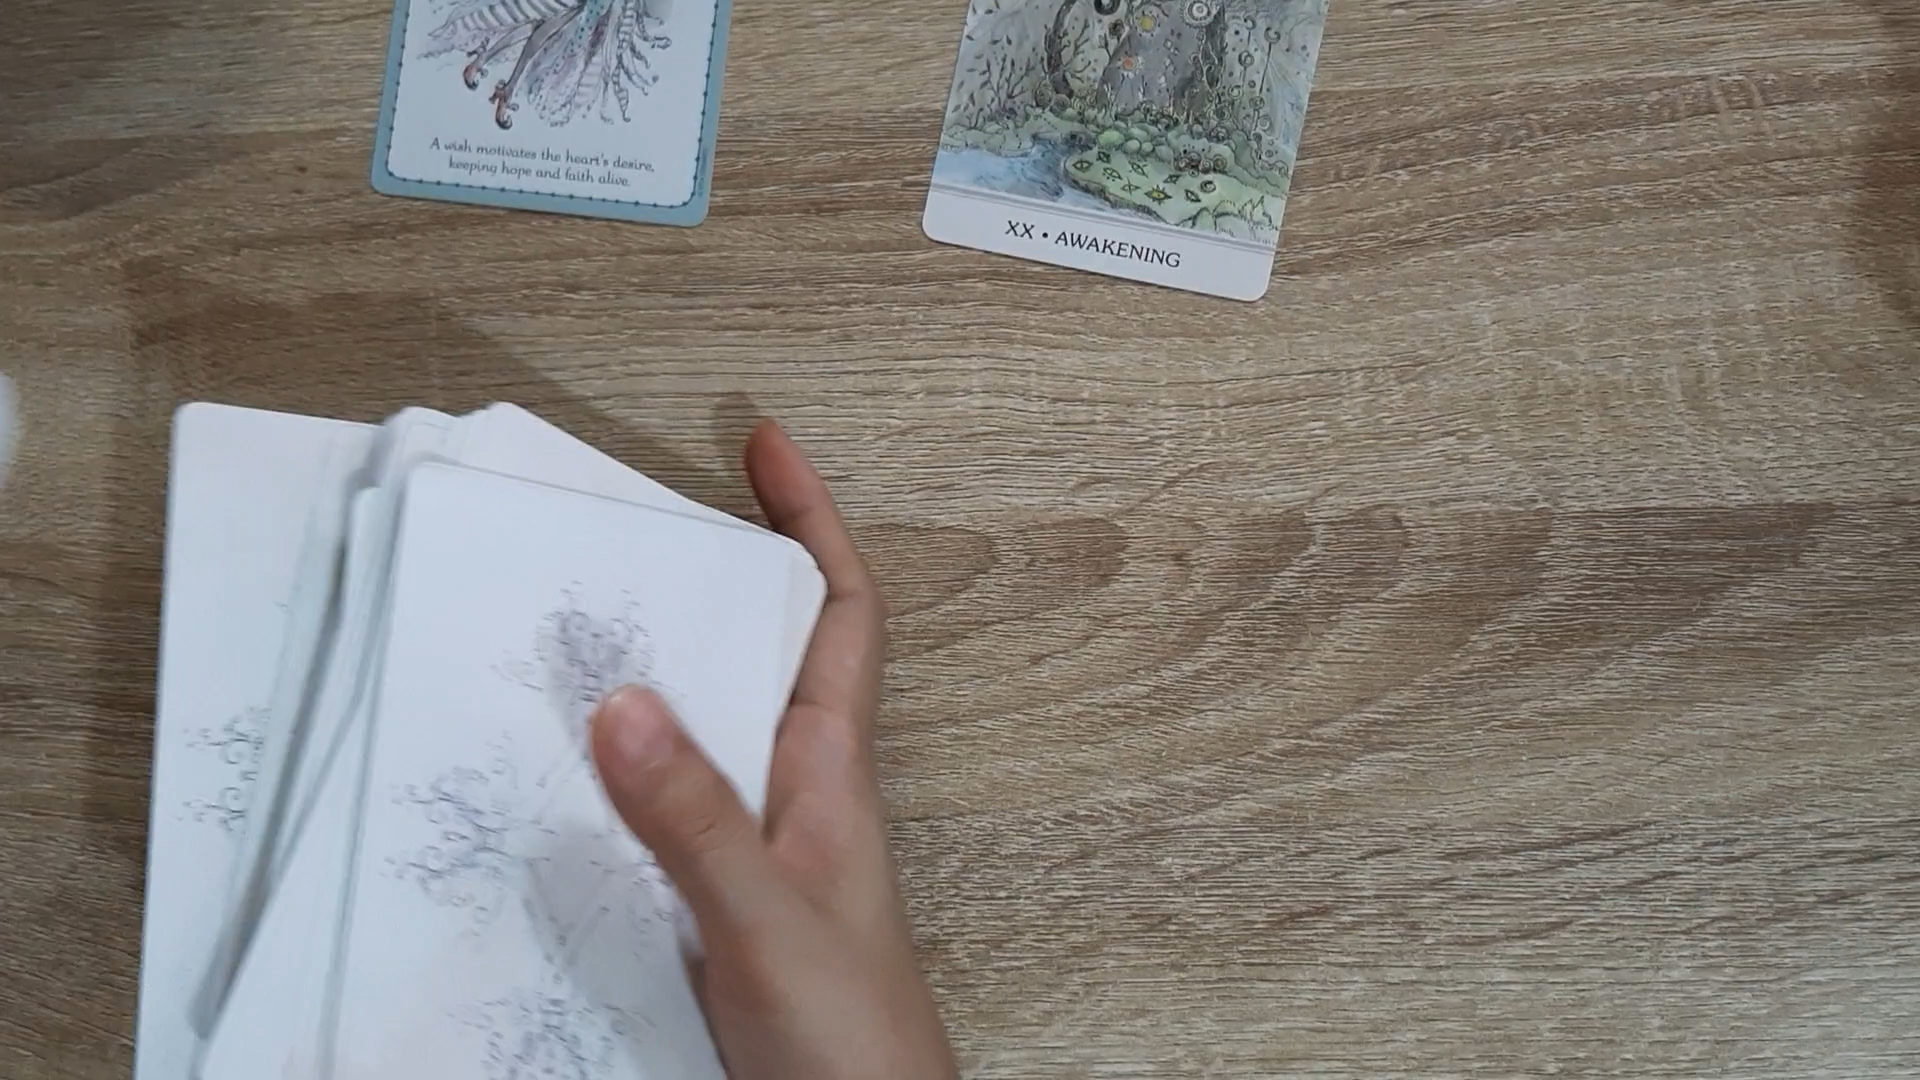 A wish motivates the heart's desire,
keeping hope and faith alive.
XX • AWAKENING